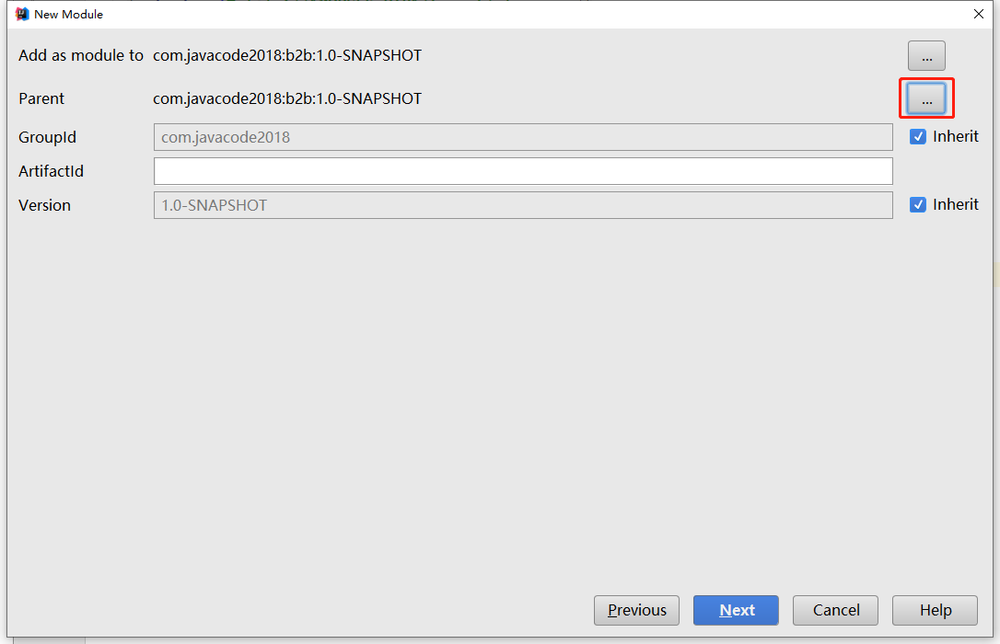 New Module
Add as module to com.javacode2018:b2b:1.0-SNAPSHOT ...
Parent com.javacode2018:b2b:1.0-SNAPSHOT ...
GroupId com.javacode2018 Inherit
ArtifactId
Version 1.0-SNAPSHOT Inherit
Previous Next Cancel Help